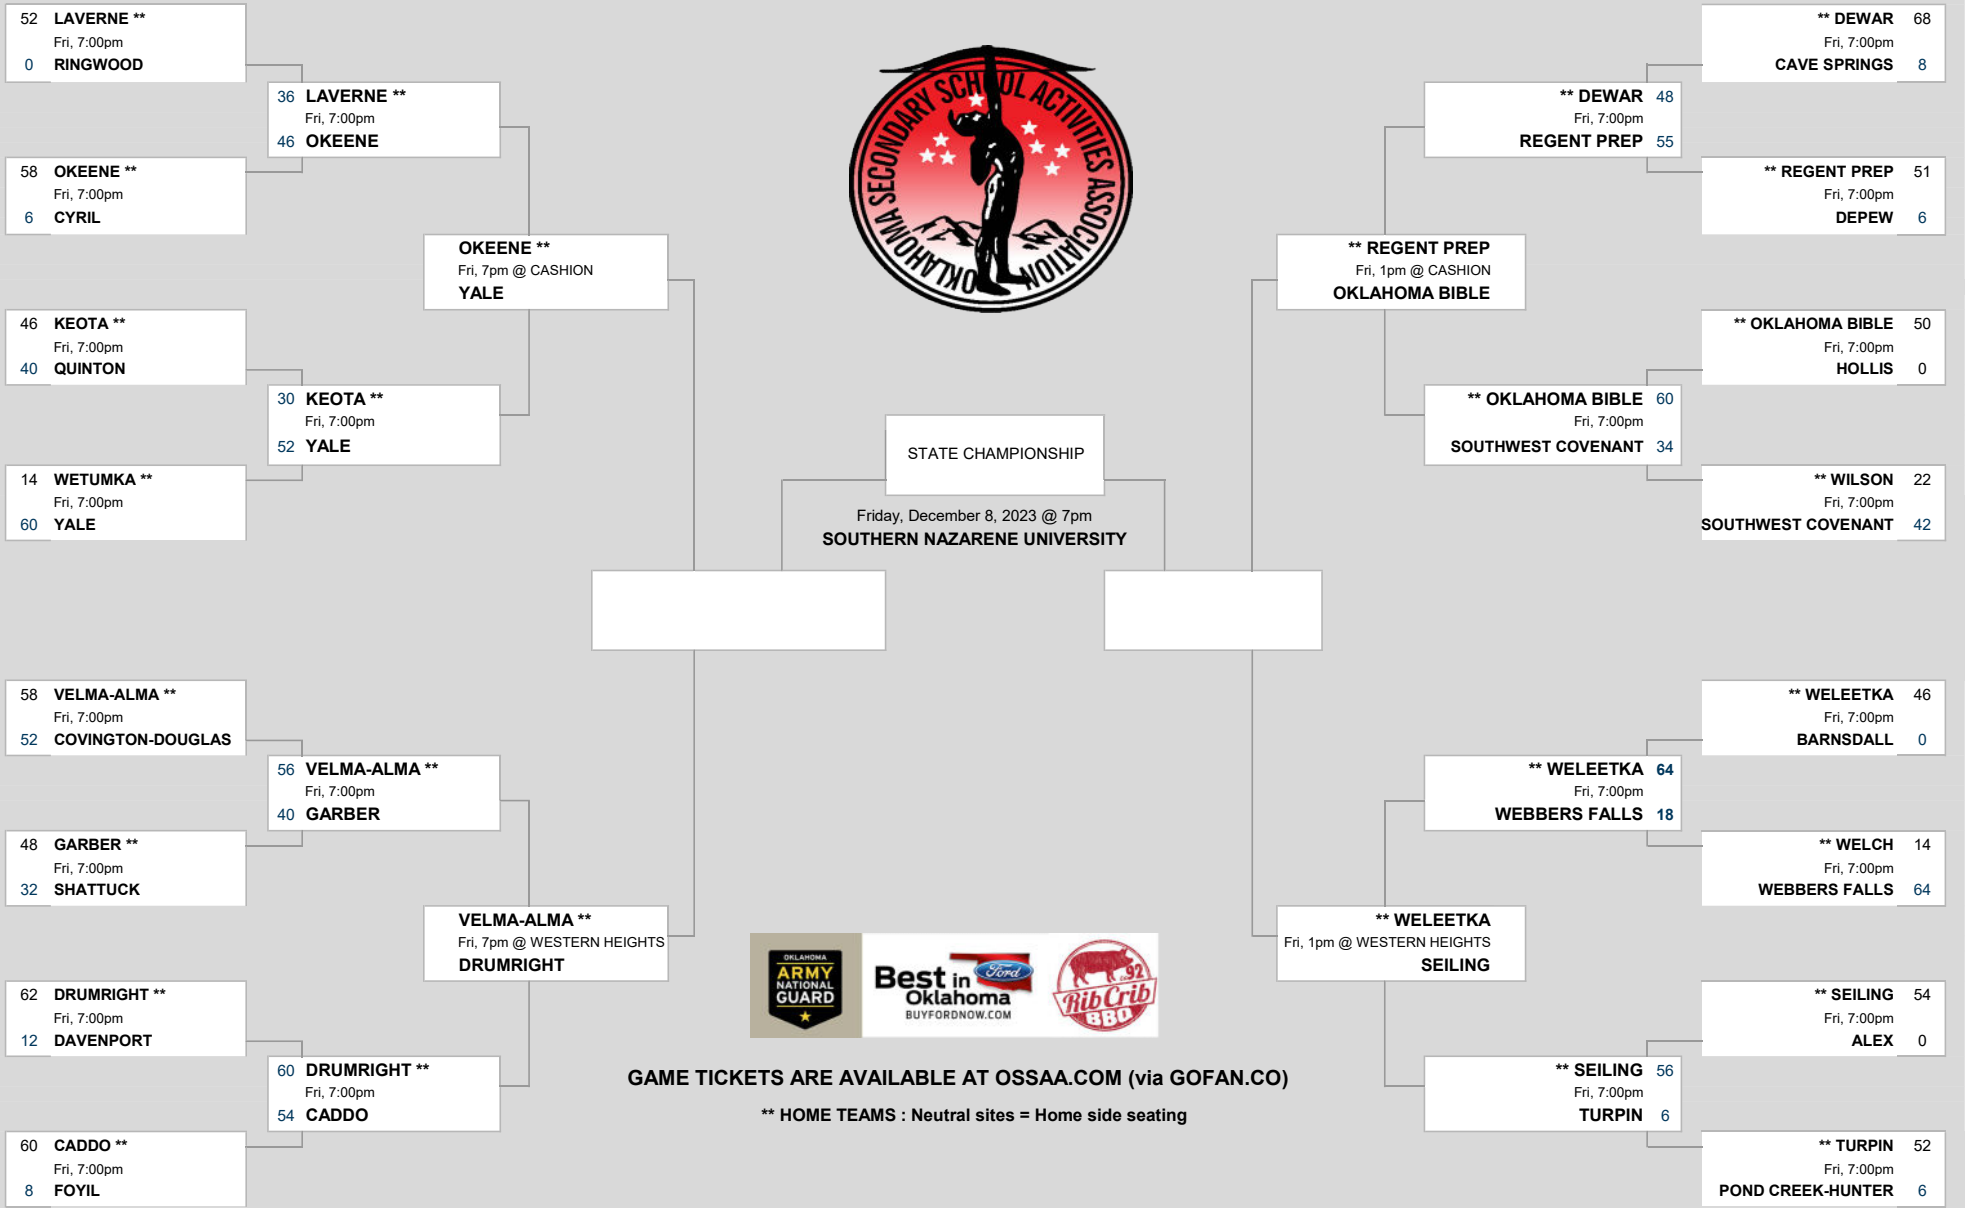 52 LAVERNE **
Fri, 7:00pm
0 RINGWOOD
36 LAVERNE **
Fri, 7:00pm
46 OKEENE
58 OKEENE **
Fri, 7:00pm
6 CYRIL
OKEENE **
Fri, 7pm @ CASHION
YALE
46 KEOTA **
Fri, 7:00pm
40 QUINTON
30 KEOTA **
Fri, 7:00pm
52 YALE
14 WETUMKA **
Fri, 7:00pm
60 YALE
58 VELMA-ALMA **
Fri, 7:00pm
52 COVINGTON-DOUGLAS
56 VELMA-ALMA **
Fri, 7:00pm
40 GARBER
48 GARBER **
Fri, 7:00pm
32 SHATTUCK
VELMA-ALMA **
Fri, 7pm @ WESTERN HEIGHTS
DRUMRIGHT
62 DRUMRIGHT **
Fri, 7:00pm
12 DAVENPORT
60 DRUMRIGHT **
Fri, 7:00pm
54 CADDO
60 CADDO **
Fri, 7:00pm
8 FOYIL
OKLAHOMA SECONDARY SCHOOL ACTIVITIES ASSOCIATION
STATE CHAMPIONSHIP
Friday, December 8, 2023 @ 7pm
SOUTHERN NAZARENE UNIVERSITY
OKLAHOMA
ARMY
NATIONAL
GUARD
Best in
Ford
Oklahoma
BUYFORDNOW.COM
92
Rib Crib
BBQ
GAME TICKETS ARE AVAILABLE AT OSSAA.COM (via GOFAN.CO)
** HOME TEAMS : Neutral sites = Home side seating
** DEWAR 68
Fri, 7:00pm
CAVE SPRINGS 8
** DEWAR 48
Fri, 7:00pm
REGENT PREP 55
** REGENT PREP 51
Fri, 7:00pm
DEPEW 6
** REGENT PREP
Fri, 1pm @ CASHION
OKLAHOMA BIBLE
** OKLAHOMA BIBLE 50
Fri, 7:00pm
HOLLIS 0
** OKLAHOMA BIBLE 60
Fri, 7:00pm
SOUTHWEST COVENANT 34
** WILSON 22
Fri, 7:00pm
SOUTHWEST COVENANT 42
** WELEETKA 46
Fri, 7:00pm
BARNSDALL 0
** WELEETKA 64
Fri, 7:00pm
WEBBERS FALLS 18
** WELCH 14
Fri, 7:00pm
WEBBERS FALLS 64
** WELEETKA
Fri, 1pm @ WESTERN HEIGHTS
SEILING
** SEILING 54
Fri, 7:00pm
ALEX 0
** SEILING 56
Fri, 7:00pm
TURPIN 6
** TURPIN 52
Fri, 7:00pm
POND CREEK-HUNTER 6